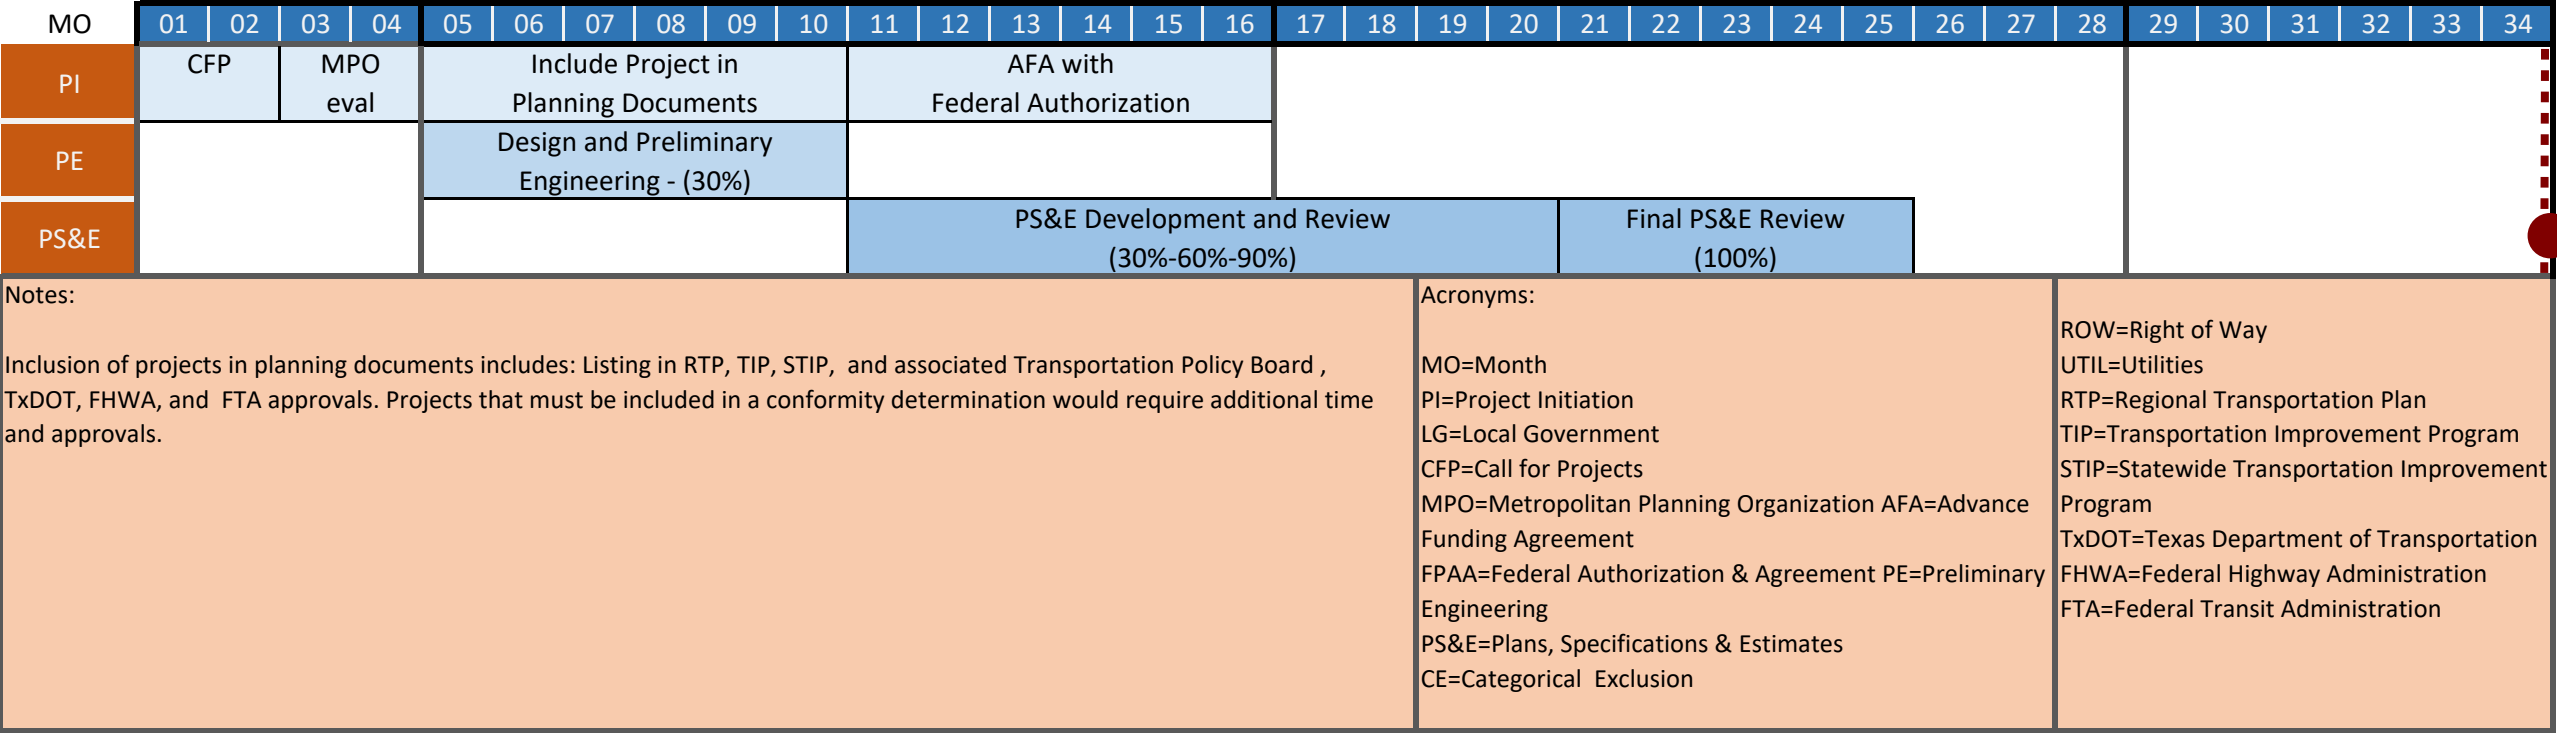 MO 01 02 03 04 05 06 07 08 09 10 11 12 13 14 15 16 17 18 19 20 21 22 23 24 25 26 27 28 29 30 31 32 33 34
PI
CFP
MPO
eval
Include Project in
Planning Documents
AFA with
Federal Authorization
PE
Design and Preliminary
Engineering - (30%)
PS&E
PS&E Development and Review
(30%-60%-90%)
Final PS&E Review
(100%)
Notes:
Inclusion of projects in planning documents includes: Listing in RTP, TIP, STIP,  and associated Transportation Policy Board ,
TxDOT, FHWA, and  FTA approvals. Projects that must be included in a conformity determination would require additional time
and approvals.
Acronyms:
MO=Month
PI=Project Initiation
LG=Local Government
CFP=Call for Projects
MPO=Metropolitan Planning Organization AFA=Advance
Funding Agreement
FPAA=Federal Authorization & Agreement PE=Preliminary
Engineering
PS&E=Plans, Specifications & Estimates
CE=Categorical  Exclusion
ROW=Right of Way
UTIL=Utilities
RTP=Regional Transportation Plan
TIP=Transportation Improvement Program
STIP=Statewide Transportation Improvement
Program
TxDOT=Texas Department of Transportation
FHWA=Federal Highway Administration
FTA=Federal Transit Administration